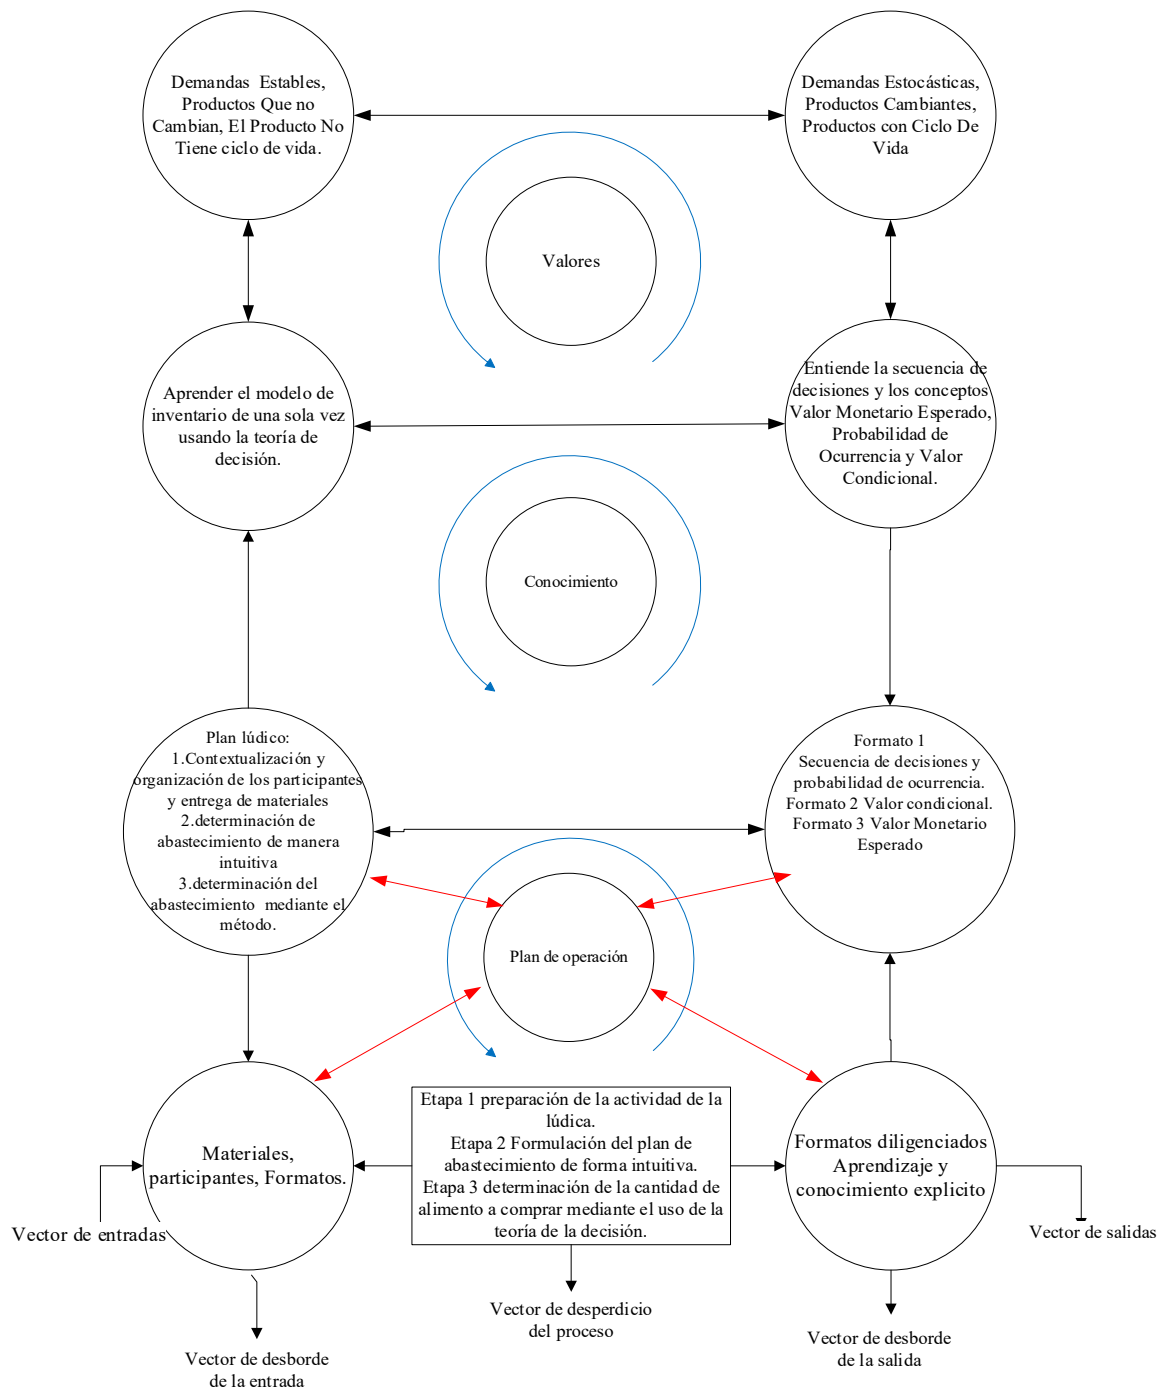 Demandas Estables,
Productos Que no
Cambian, El Producto No
Tiene ciclo de vida.
Demandas Estocásticas,
Productos Cambiantes,
Productos con Ciclo De
Vida
Valores
Aprender el modelo de
inventario de una sola vez
usando la teoría de
decisión.
Entiende la secuencia de
decisiones y los conceptos
Valor Monetario Esperado,
Probabilidad de
Ocurrencia y Valor
Condicional.
Conocimiento
Plan lúdico:
1.Contextualización y
organización de los participantes
y entrega de materiales
2.determinación de
abastecimiento de manera
intuitiva
3.determinación del
abastecimiento mediante el
método.
Formato 1
Secuencia de decisiones y
probabilidad de ocurrencia.
Formato 2 Valor condicional.
Formato 3 Valor Monetario
Esperado
Plan de operación
Materiales,
participantes, Formatos.
Etapa 1 preparación de la actividad de la
lúdica.
Etapa 2 Formulación del plan de
abastecimiento de forma intuitiva.
Etapa 3 determinación de la cantidad de
alimento a comprar mediante el uso de la
teoría de la decisión.
Formatos diligenciados
Aprendizaje y
conocimiento explicito
Vector de entradas
Vector de salidas
Vector de desperdicio
del proceso
Vector de desborde
de la entrada
Vector de desborde
de la salida